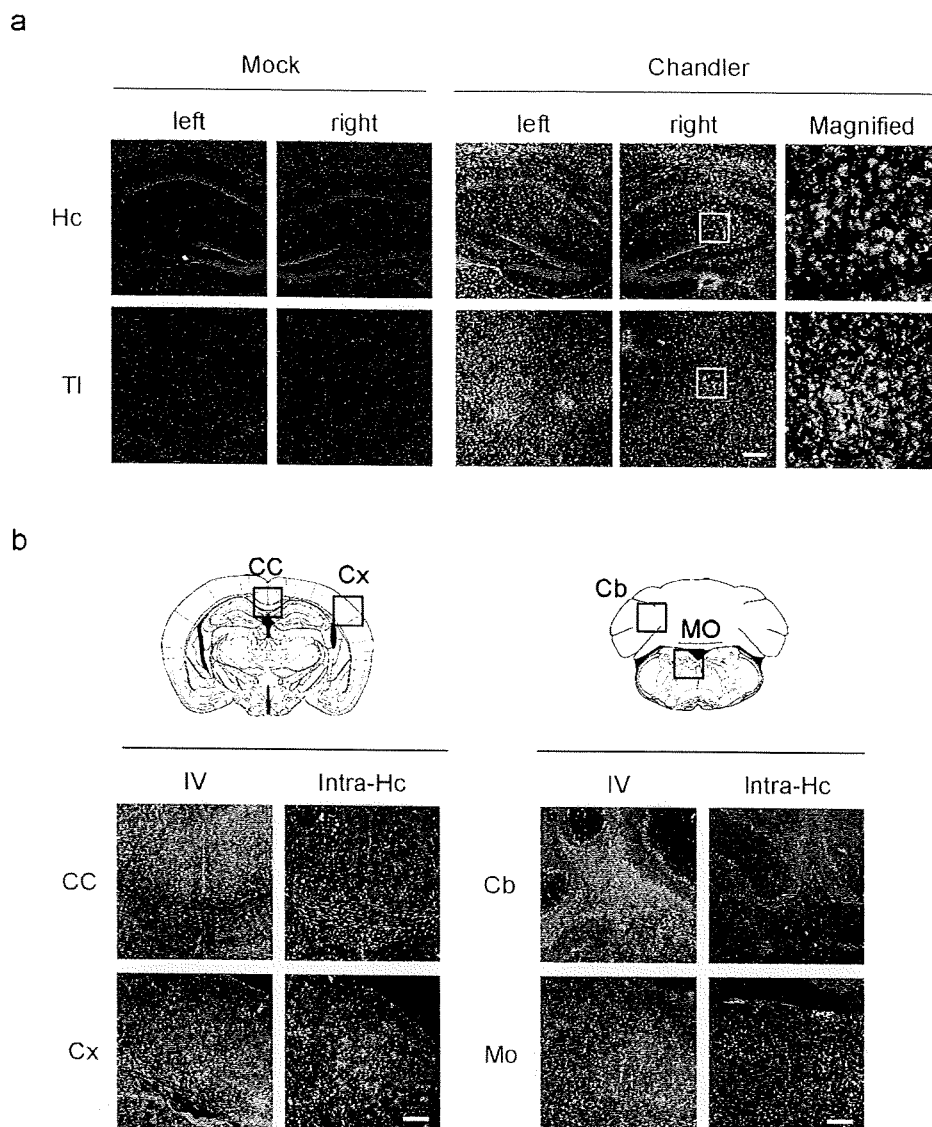 a
Mock Chandler
left right left right Magnified
Hc
Tl
b
CC Cx Cb MO
IV Intra-Hc IV Intra-Hc
CC Cb
Cx Mo